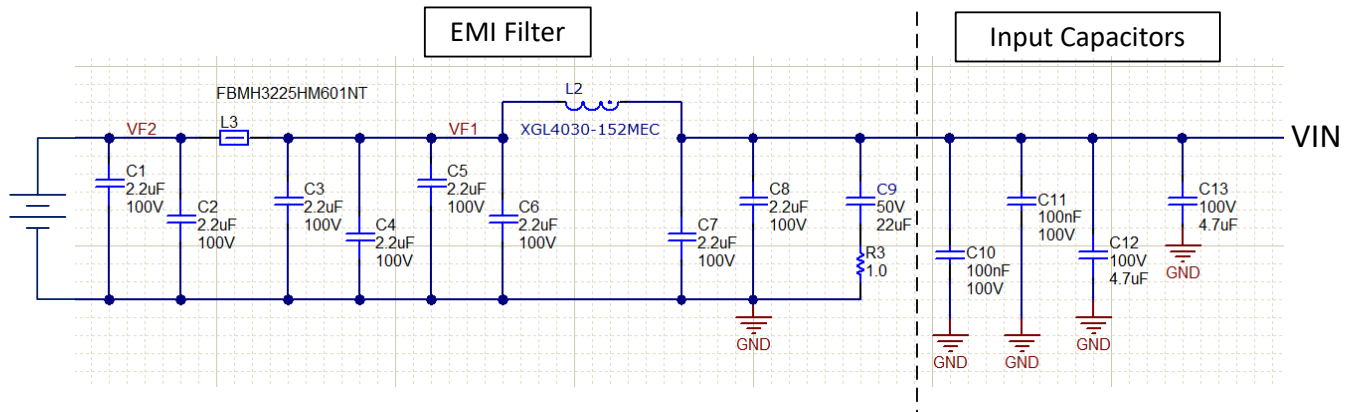 EMI Filter
Input Capacitors
FBMH3225HM601NT
L3
VF2
VF1
L2
XGL4030-152MEC
VIN
C1
2.2uF
100V
C2
2.2uF
100V
C3
2.2uF
100V
C4
2.2uF
100V
C5
2.2uF
100V
C6
2.2uF
100V
C7
2.2uF
100V
C8
2.2uF
100V
C9
50V
22uF
R3
1.0
GND
C10
100nF
100V
GND
C11
100nF
100V
GND
C12
100V
4.7uF
GND
C13
100V
4.7uF
GND